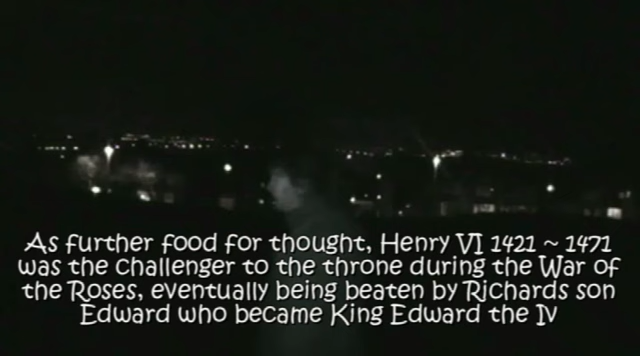 As further food for thought, Henry VI 1421 ~ 1471
was the challenger to the throne during the War of
the Roses, eventually being beaten by Richards son
Edward who became King Edward the IV